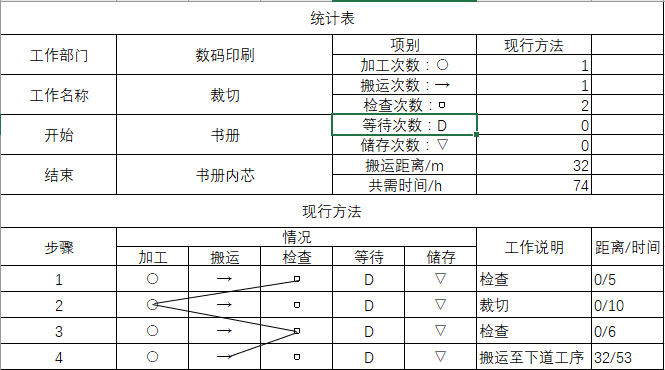 统计表
工作部门 数码印刷 项别 现行方法
加工次数：○ 1
工作名称 裁切 搬运次数：→ 1
检查次数：□ 2
开始 书册 等待次数：D 0
储存次数：▽ 0
结束 书册内芯 搬运距离/m 32
共需时间/h 74
现行方法
步骤 情况 工作说明 距离/时间
加工 搬运 检查 等待 储存
1 ○ → □ D ▽ 检查 0/5
2 ○ → □ D ▽ 裁切 0/10
3 ○ → □ D ▽ 检查 0/6
4 ○ → □ D ▽ 搬运至下道工序 32/53